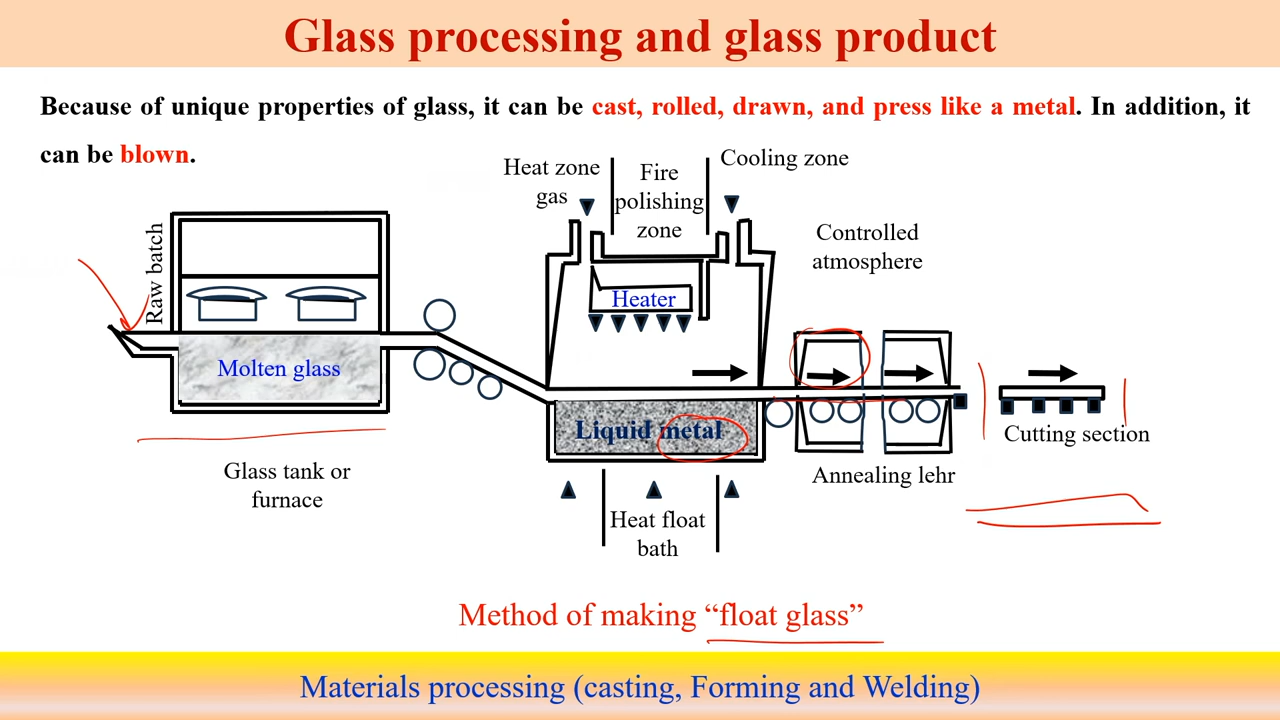 Glass processing and glass product
Because of unique properties of glass, it can be cast, rolled, drawn, and press like a metal. In addition, it
can be blown.
Heat zone
gas
Fire
polishing
zone
Cooling zone
Controlled
atmosphere
Raw batch
Heater
Molten glass
Liquid metal
Cutting section
Glass tank or
furnace
Annealing lehr
Heat float
bath
Method of making “float glass”
Materials processing (casting, Forming and Welding)